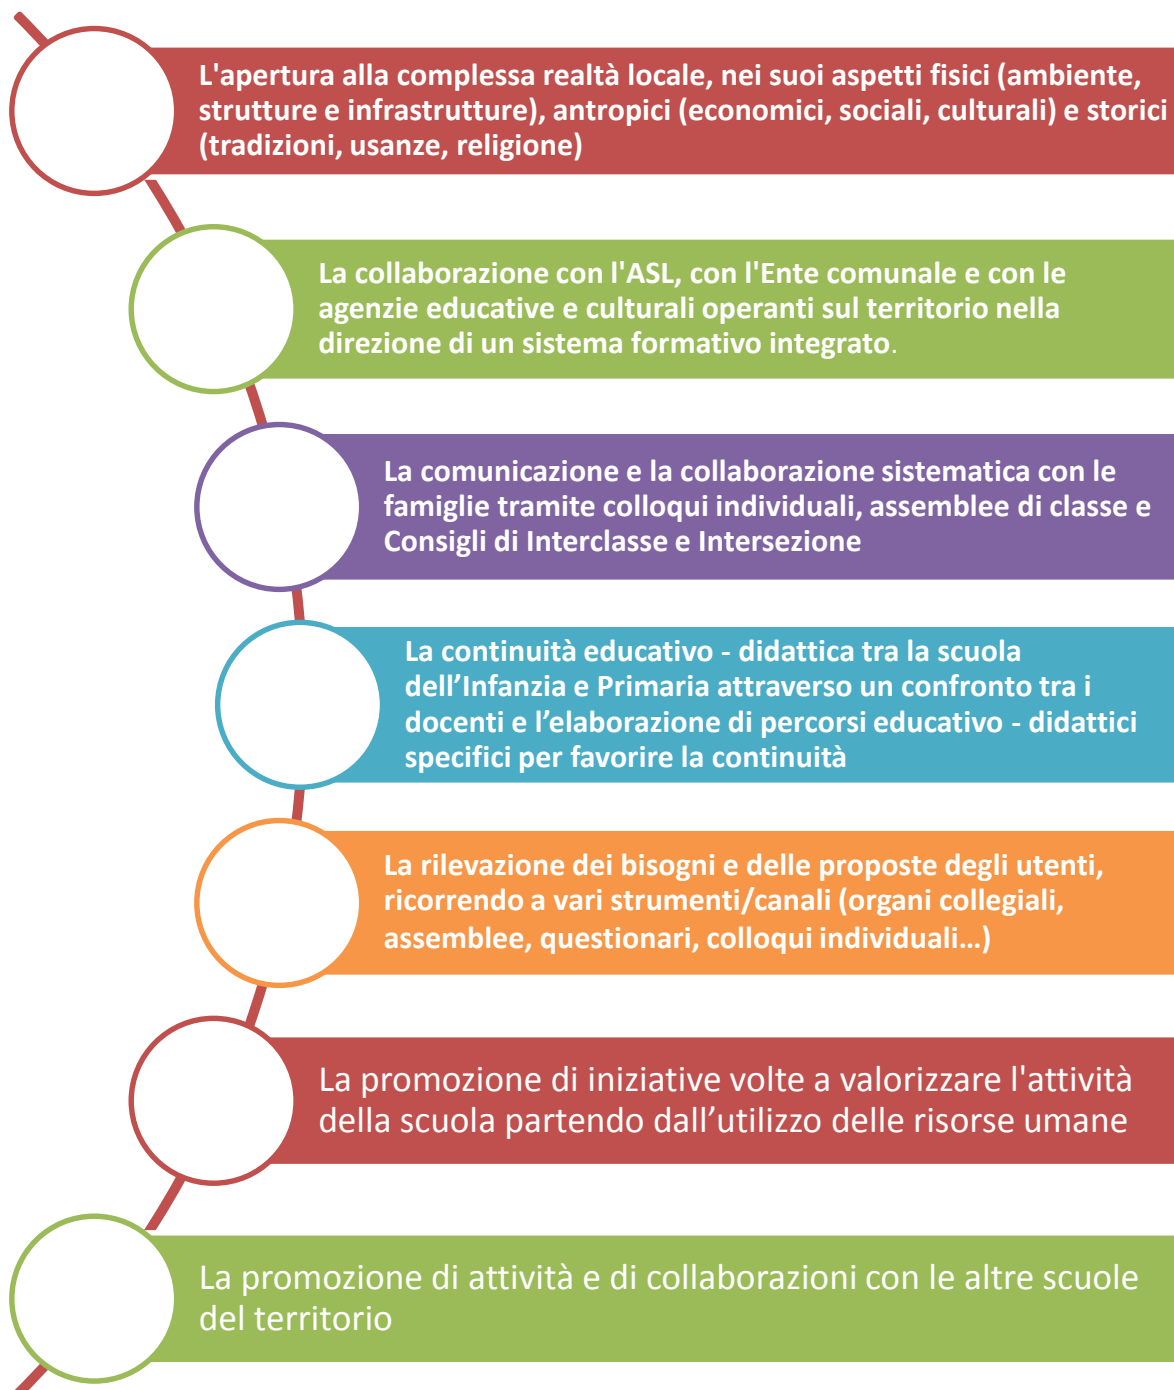 L'apertura alla complessa realtà locale, nei suoi aspetti fisici (ambiente,
strutture e infrastrutture), antropici (economici, sociali, culturali) e storici
(tradizioni, usanze, religione)
La collaborazione con l'ASL, con l'Ente comunale e con le
agenzie educative e culturali operanti sul territorio nella
direzione di un sistema formativo integrato.
La comunicazione e la collaborazione sistematica con le
famiglie tramite colloqui individuali, assemblee di classe e
Consigli di Interclasse e Intersezione
La continuità educativo - didattica tra la scuola
dell’Infanzia e Primaria attraverso un confronto tra i
docenti e l’elaborazione di percorsi educativo - didattici
specifici per favorire la continuità
La rilevazione dei bisogni e delle proposte degli utenti,
ricorrendo a vari strumenti/canali (organi collegiali,
assemblee, questionari, colloqui individuali…)
La promozione di iniziative volte a valorizzare l'attività
della scuola partendo dall’utilizzo delle risorse umane
La promozione di attività e di collaborazioni con le altre scuole
del territorio